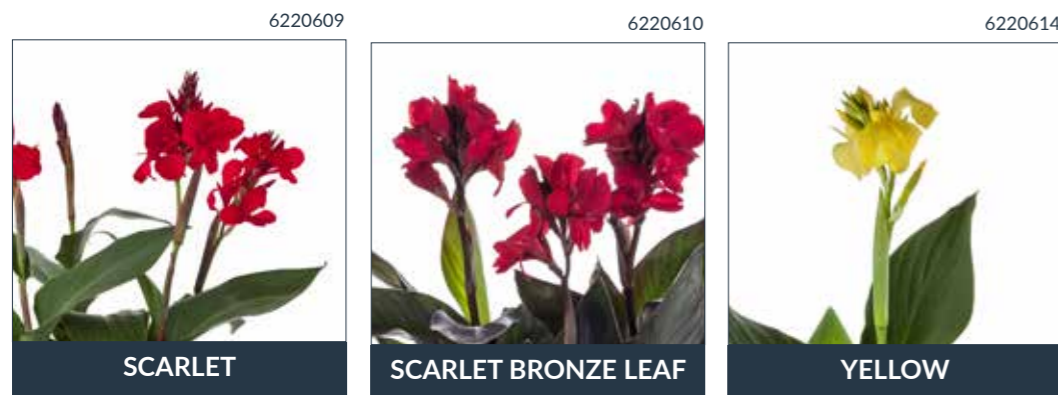 6220609
6220610
6220614
SCARLET
SCARLET BRONZE LEAF
YELLOW